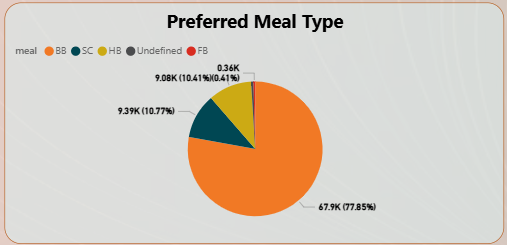 Preferred Meal Type
meal BB SC HB Undefined FB
0.36K
9.08K (10.41%)(0.41%)
9.39K (10.77%)
67.9K (77.85%)